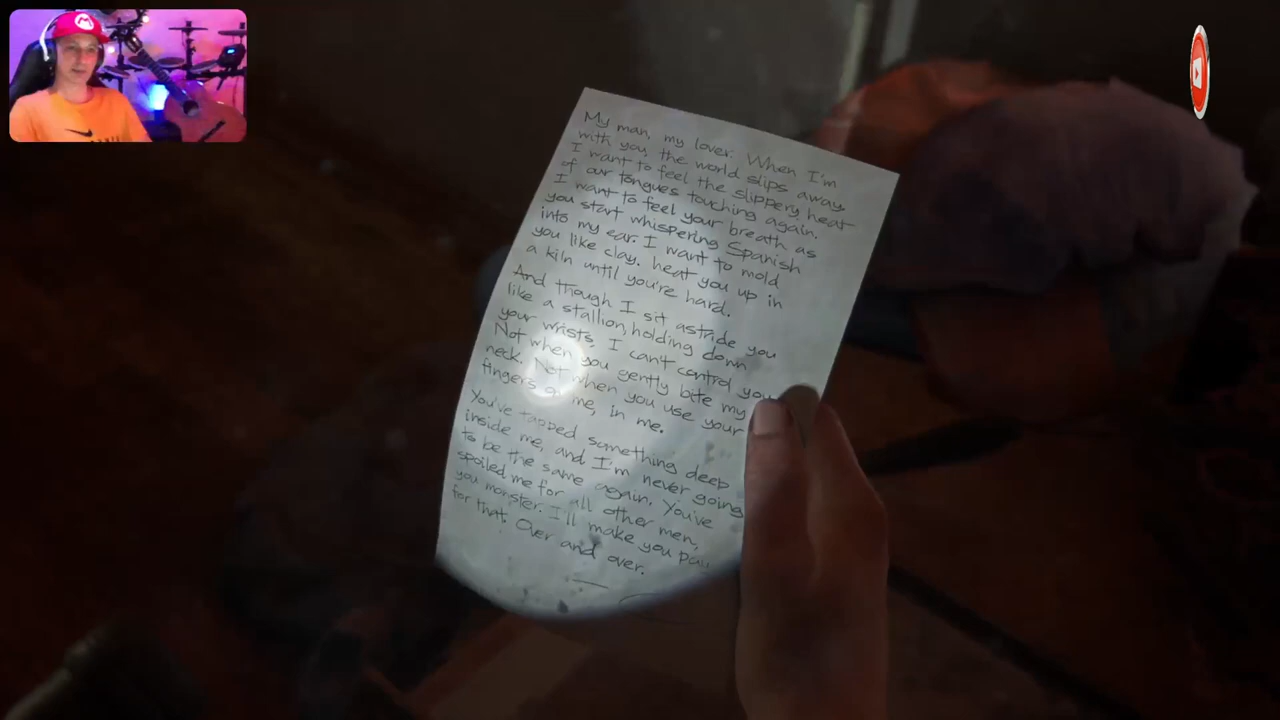 My man, my lover. When I'm
with you, the world slips away.
I want to feel the slippery heat
of our tongues touching again.
I want to feel your breath as
you start whispering Spanish
into my ear. I want to mold
you like clay. heat you up in
a kiln until you're hard.
And though I sit astride you
like a stallion, holding down
your wrists, I can't control you
Not when you gently bite my
neck. Not when you use your
fingers on me, in me.
You've tapped something deep
inside me, and I'm never going
to be the same again. You've
spoiled me for all other men,
you monster. I'll make you pay
for that. Over and over.